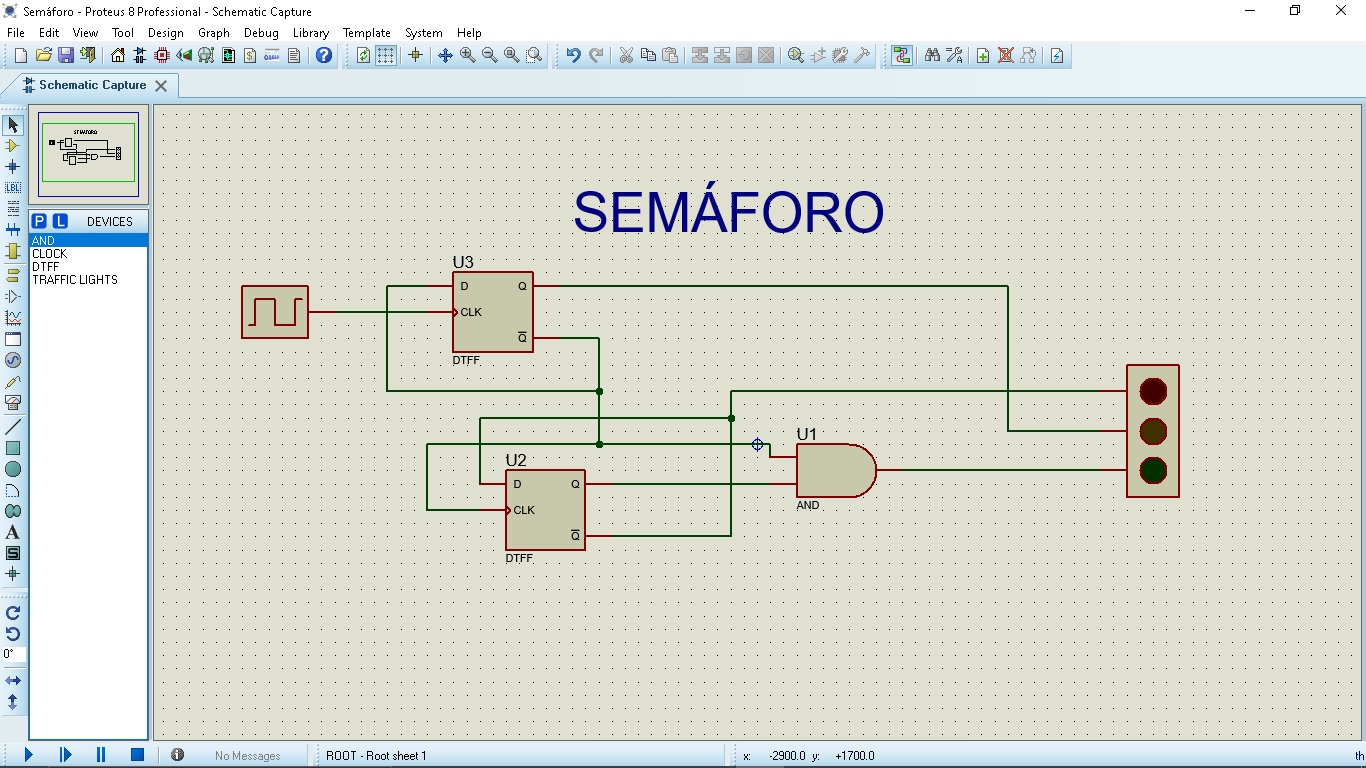 Semáforo - Proteus 8 Professional - Schematic Capture
File Edit View Tool Design Graph Debug Library Template System Help
Schematic Capture
LBL
P L DEVICES
AND
CLOCK
DTFF
TRAFFIC LIGHTS
SEMÁFORO
U3
D Q
CLK
Q
DTFF
U1
AND
U2
D Q
CLK
Q
DTFF
A
S
0°
No Messages
ROOT - Root sheet 1
x: -2900.0 y: +1700.0
th